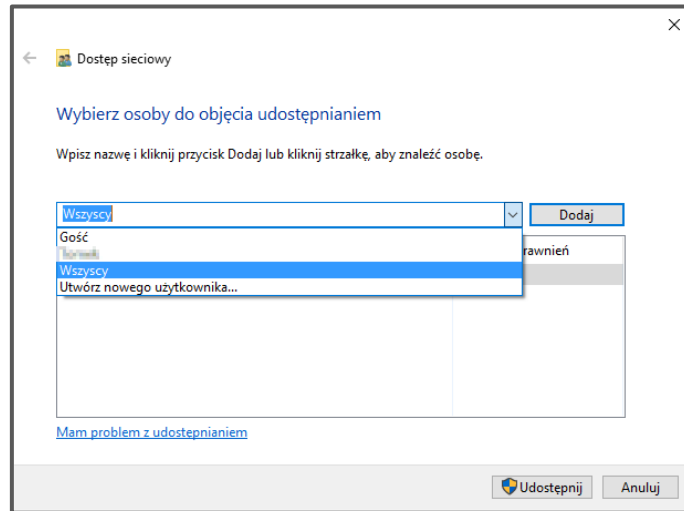 Dostęp sieciowy
Wybierz osoby do objęcia udostępnianiem
Wpisz nazwę i kliknij przycisk Dodaj lub kliknij strzałkę, aby znaleźć osobę.
Wszyscy Dodaj
Gość
rawnień
Wszyscy
Utwórz nowego użytkownika...
Mam problem z udostepnianiem
Udostępnij Anuluj